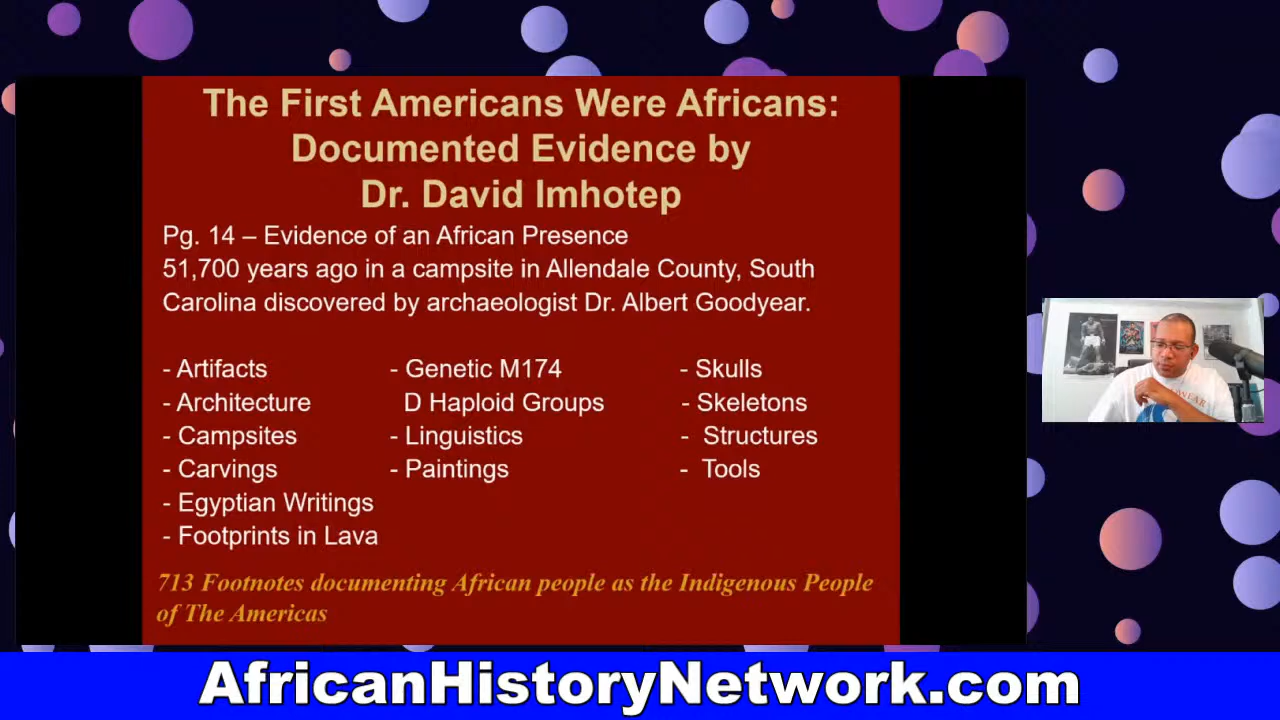 The First Americans Were Africans:
Documented Evidence by
Dr. David Imhotep
Pg. 14 – Evidence of an African Presence
51,700 years ago in a campsite in Allendale County, South
Carolina discovered by archaeologist Dr. Albert Goodyear.
- Artifacts
- Architecture
- Campsites
- Carvings
- Egyptian Writings
- Footprints in Lava
- Genetic M174
D Haploid Groups
- Linguistics
- Paintings
- Skulls
- Skeletons
- Structures
- Tools
713 Footnotes documenting African people as the Indigenous People
of The Americas
AfricanHistoryNetwork.com